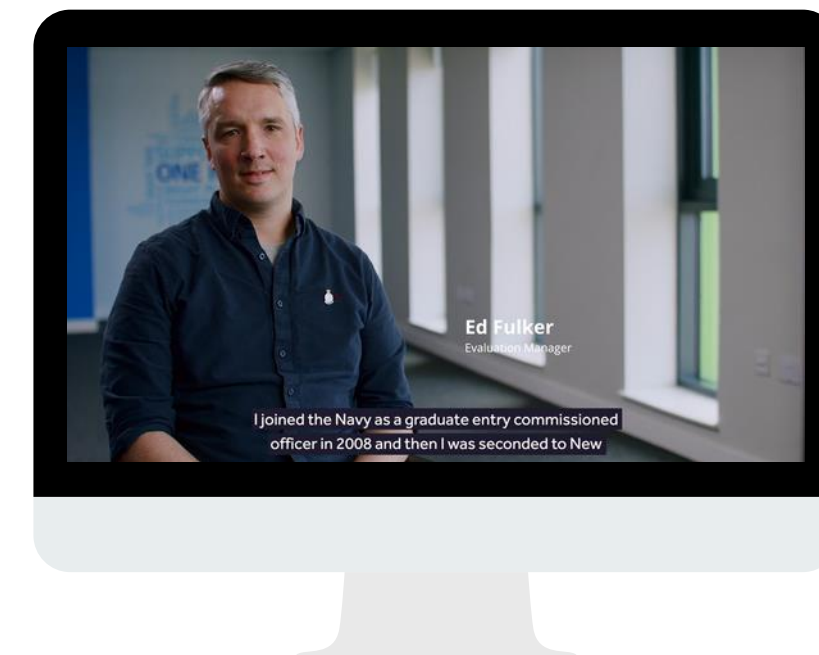 ONE
Ed Fulker
Evaluation Manager
I joined the Navy as a graduate entry commissioned
officer in 2008 and then I was seconded to New